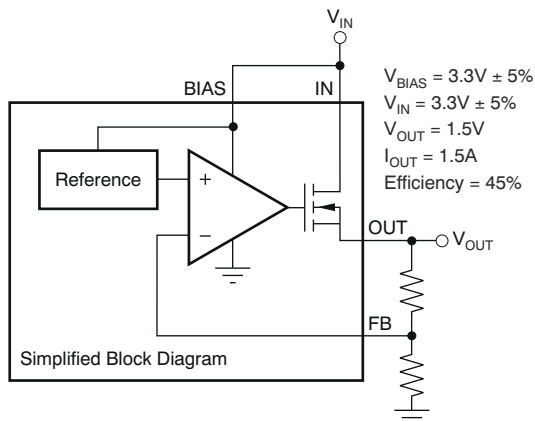 V_IN
BIAS
IN
V_BIAS = 3.3V ± 5%
V_IN = 3.3V ± 5%
V_OUT = 1.5V
I_OUT = 1.5A
Efficiency = 45%
Reference
+
−
OUT
V_OUT
FB
Simplified Block Diagram